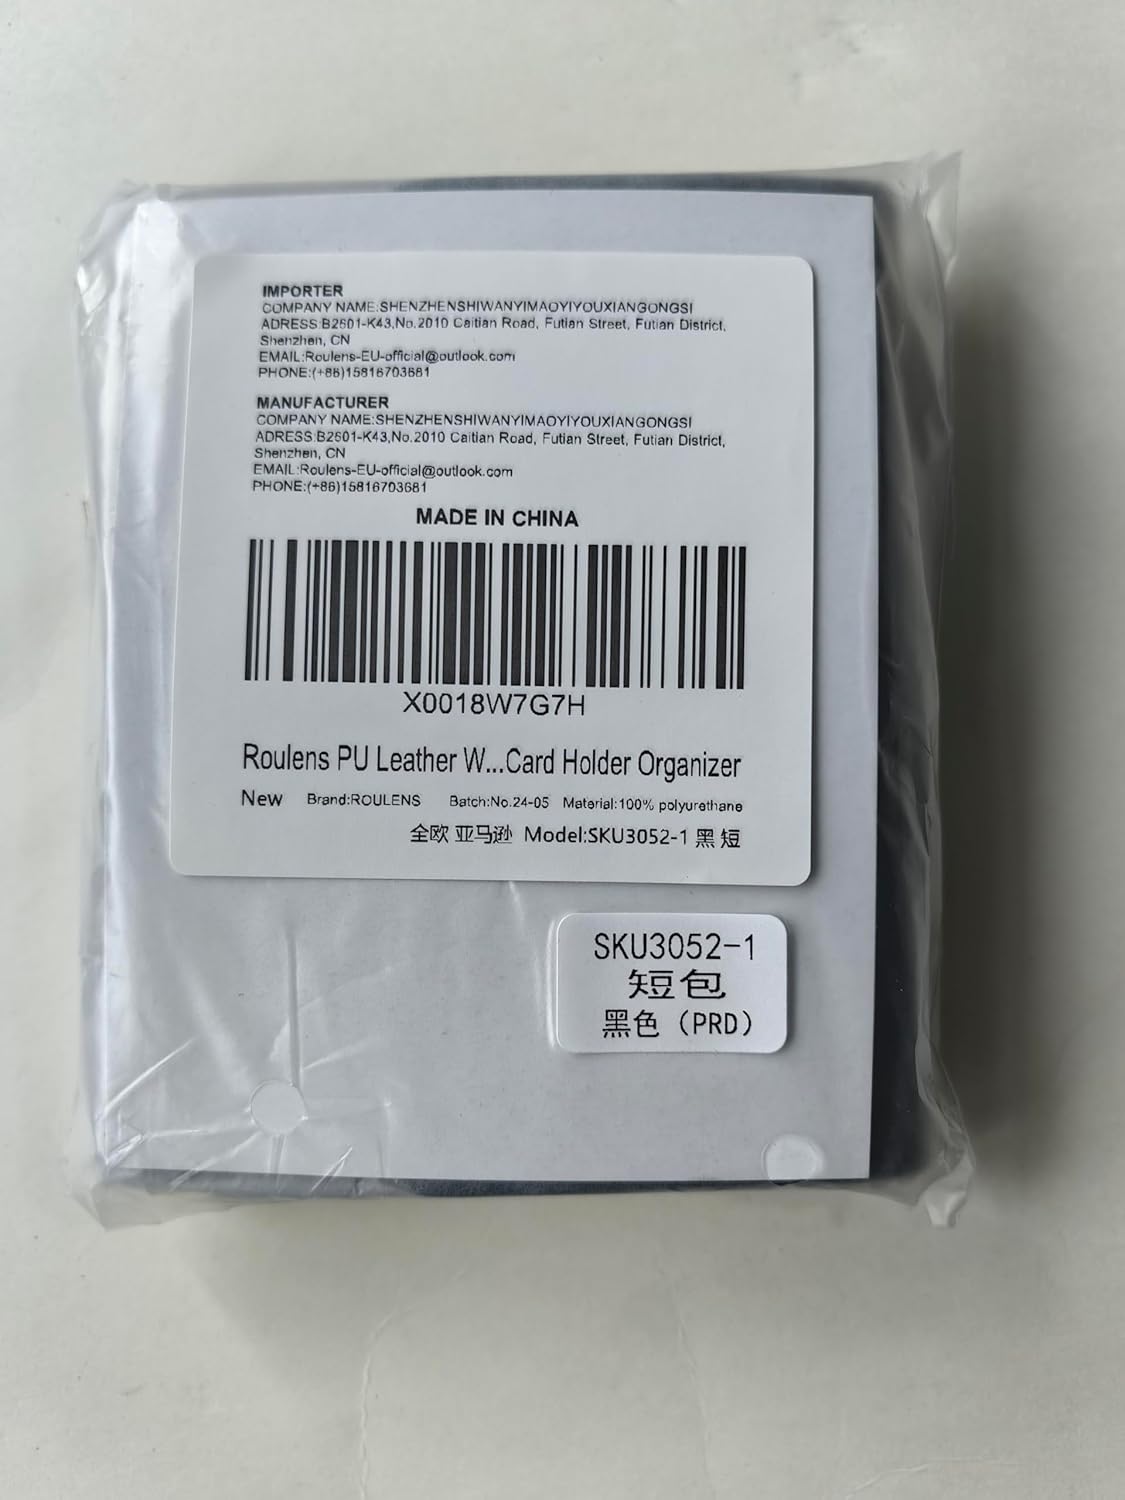 IMPORTER
COMPANY NAME:SHENZHENSHIWANYIMAOYIYOUXIANGONGSI
ADRESS:B2601-K43,No.2010 Caitian Road, Futian Street, Futian District,
Shenzhen, CN
EMAIL:Roulens-EU-official@outlook.com
PHONE:(+86)15816703681
MANUFACTURER
COMPANY NAME:SHENZHENSHIWANYIMAOYIYOUXIANGONGSI
ADRESS:B2601-K43,No.2010 Caitian Road, Futian Street, Futian District,
Shenzhen, CN
EMAIL:Roulens-EU-official@outlook.com
PHONE:(+86)15816703681
MADE IN CHINA
X0018W7G7H
Roulens PU Leather W...Card Holder Organizer
New Brand:ROULENS Batch:No.24-05 Material:100% polyurethane
全欧 亚马逊 Model:SKU3052-1 黑 短
SKU3052-1
短包
黑色（PRD）